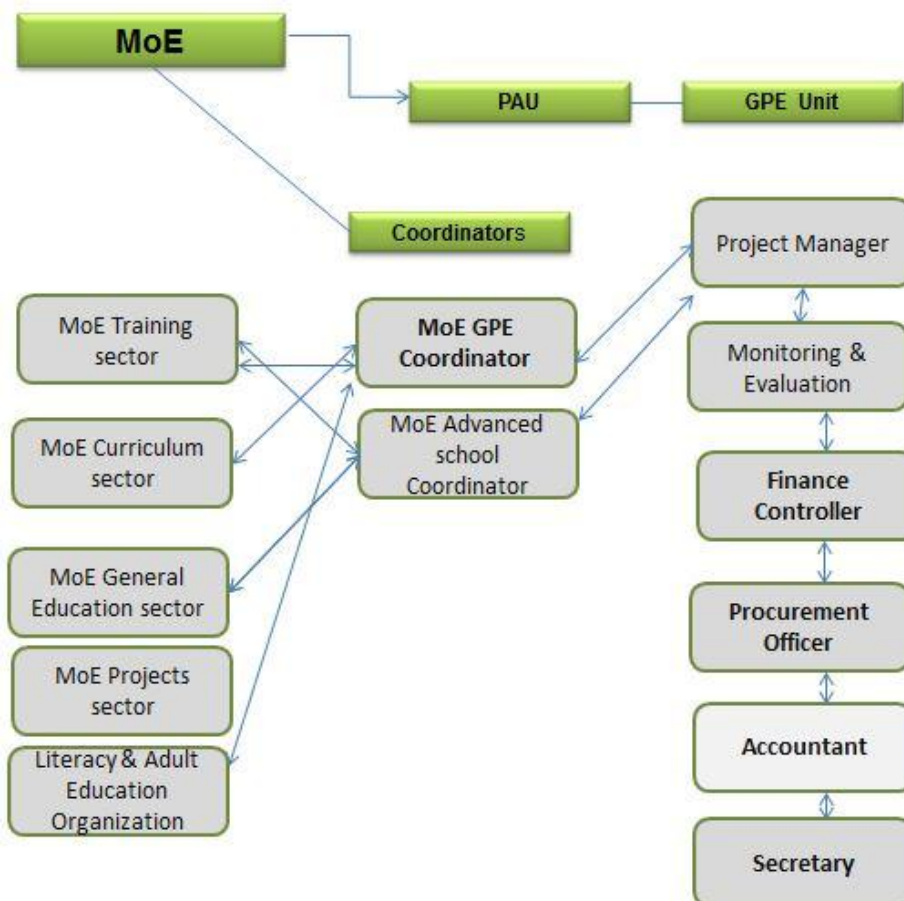 MoE
PAU
GPE Unit
Coordinators
Project Manager
MoE Training
sector
MoE GPE
Coordinator
Monitoring &
Evaluation
MoE Curriculum
sector
MoE Advanced
school
Coordinator
Finance
Controller
MoE General
Education sector
Procurement
Officer
MoE Projects
sector
Literacy & Adult
Education
Organization
Accountant
Secretary